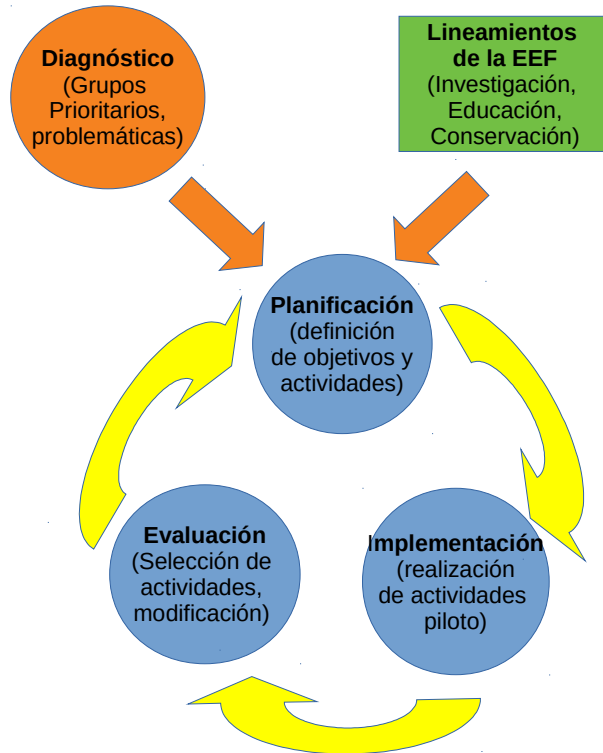 Diagnóstico
(Grupos
Prioritarios,
problemáticas)
Lineamientos
de la EEF
(Investigación,
Educación,
Conservación)
Planificación
(definición
de objetivos y
actividades)
Evaluación
(Selección de
actividades,
modificación)
Implementación
(realización
de actividades
piloto)